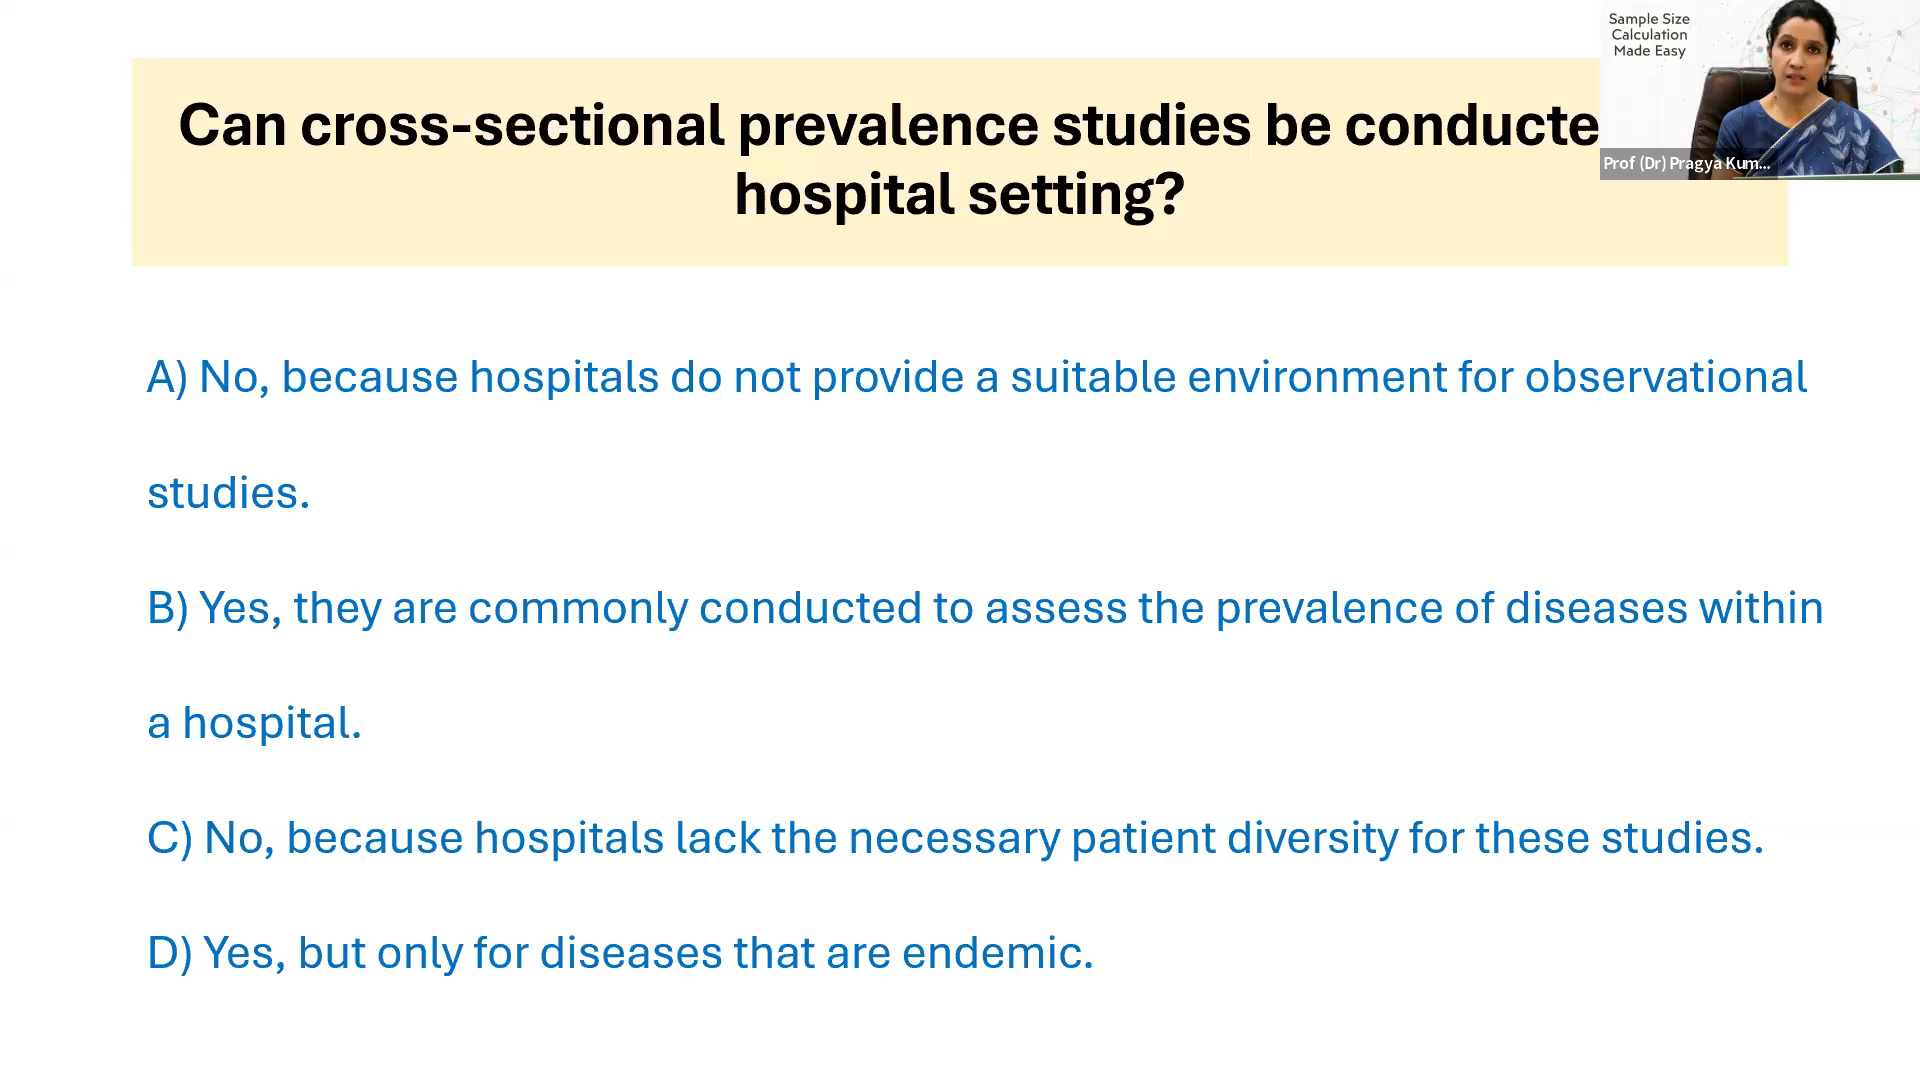 Sample Size
Calculation
Made Easy
Prof (Dr) Pragya Kum...
Can cross-sectional prevalence studies be conducte
hospital setting?
A) No, because hospitals do not provide a suitable environment for observational
studies.
B) Yes, they are commonly conducted to assess the prevalence of diseases within
a hospital.
C) No, because hospitals lack the necessary patient diversity for these studies.
D) Yes, but only for diseases that are endemic.